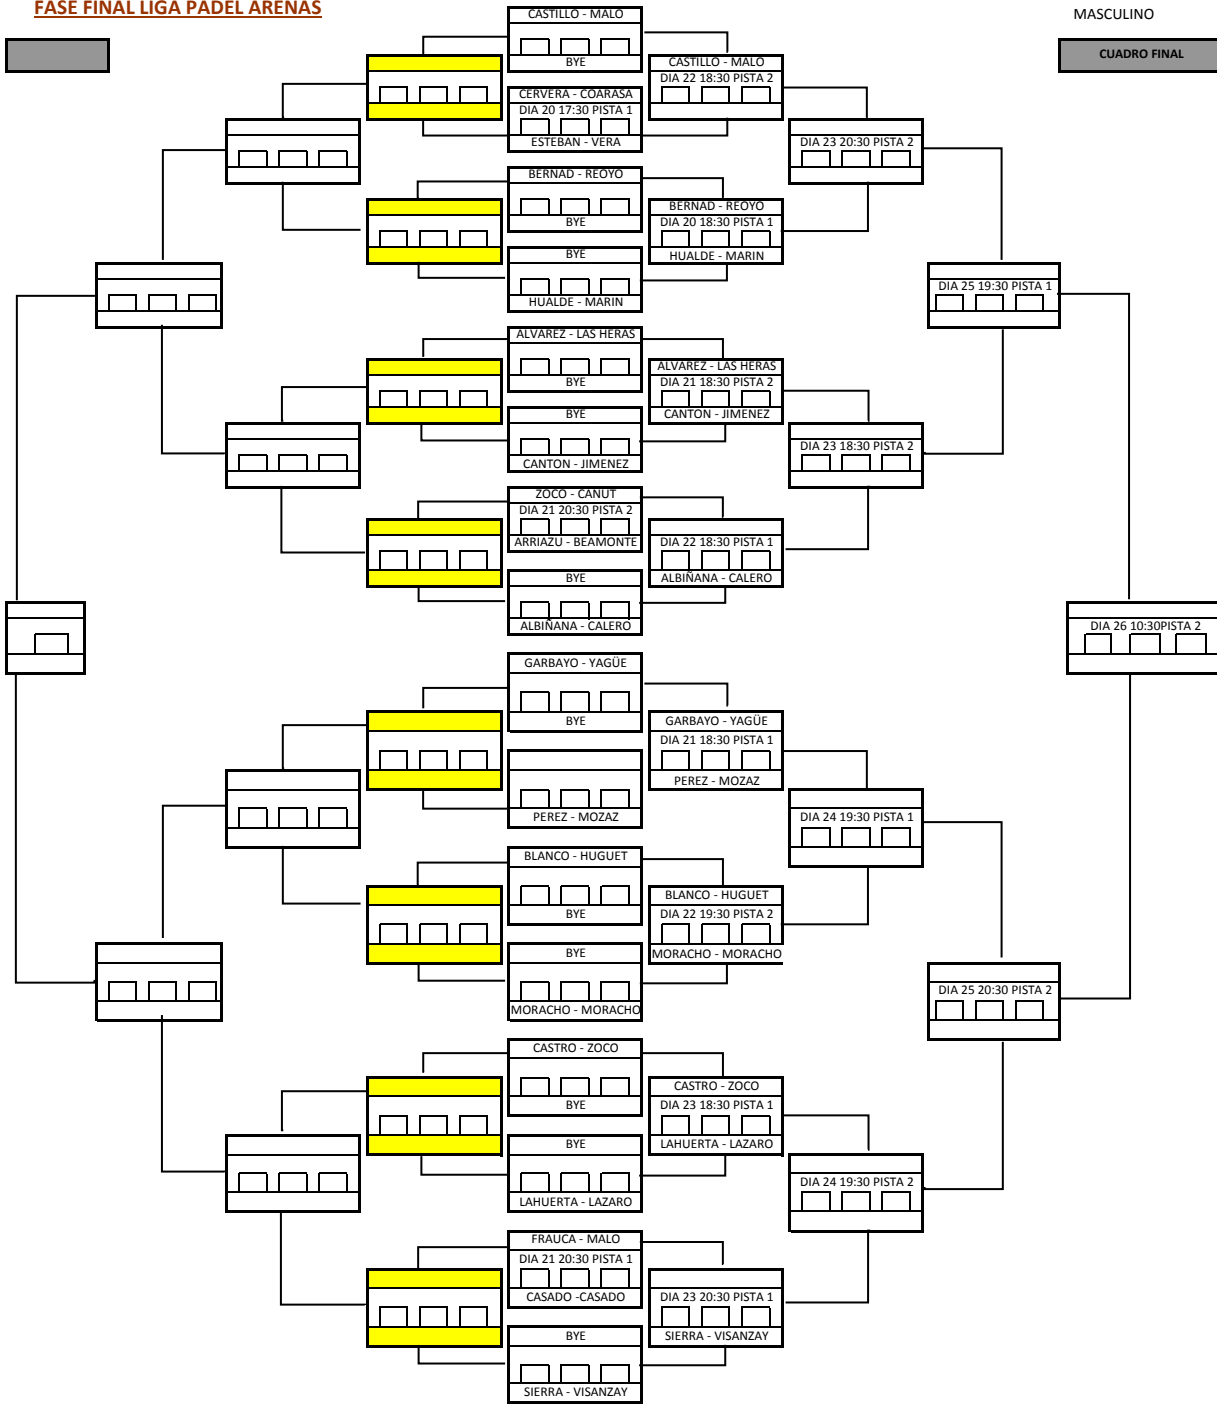 FASE FINAL LIGA PADEL ARENAS
MASCULINO
CUADRO FINAL
CASTILLO - MALO
BYE
CERVERA - COARASA
DIA 20 17:30 PISTA 1
ESTEBAN - VERA
BERNAD - REOYO
BYE
BYE
HUALDE - MARIN
ALVAREZ - LAS HERAS
BYE
BYE
CANTON - JIMENEZ
ZOCO - CANUT
DIA 21 20:30 PISTA 2
ARRIAZU - BEAMONTE
BYE
ALBIÑANA - CALERO
GARBAYO - YAGÜE
BYE
PEREZ - MOZAZ
BLANCO - HUGUET
BYE
BYE
MORACHO - MORACHO
CASTRO - ZOCO
BYE
BYE
LAHUERTA - LAZARO
FRAUCA - MALO
DIA 21 20:30 PISTA 1
CASADO -CASADO
BYE
SIERRA - VISANZAY
CASTILLO - MALO
DIA 22 18:30 PISTA 2
BERNAD - REOYO
DIA 20 18:30 PISTA 1
HUALDE - MARIN
ALVAREZ - LAS HERAS
DIA 21 18:30 PISTA 2
CANTON - JIMENEZ
DIA 22 18:30 PISTA 1
ALBIÑANA - CALERO
GARBAYO - YAGÜE
DIA 21 18:30 PISTA 1
PEREZ - MOZAZ
BLANCO - HUGUET
DIA 22 19:30 PISTA 2
MORACHO - MORACHO
CASTRO - ZOCO
DIA 23 18:30 PISTA 1
LAHUERTA - LAZARO
DIA 23 20:30 PISTA 1
SIERRA - VISANZAY
DIA 23 20:30 PISTA 2
DIA 23 18:30 PISTA 2
DIA 24 19:30 PISTA 1
DIA 24 19:30 PISTA 2
DIA 25 19:30 PISTA 1
DIA 25 20:30 PISTA 2
DIA 26 10:30PISTA 2